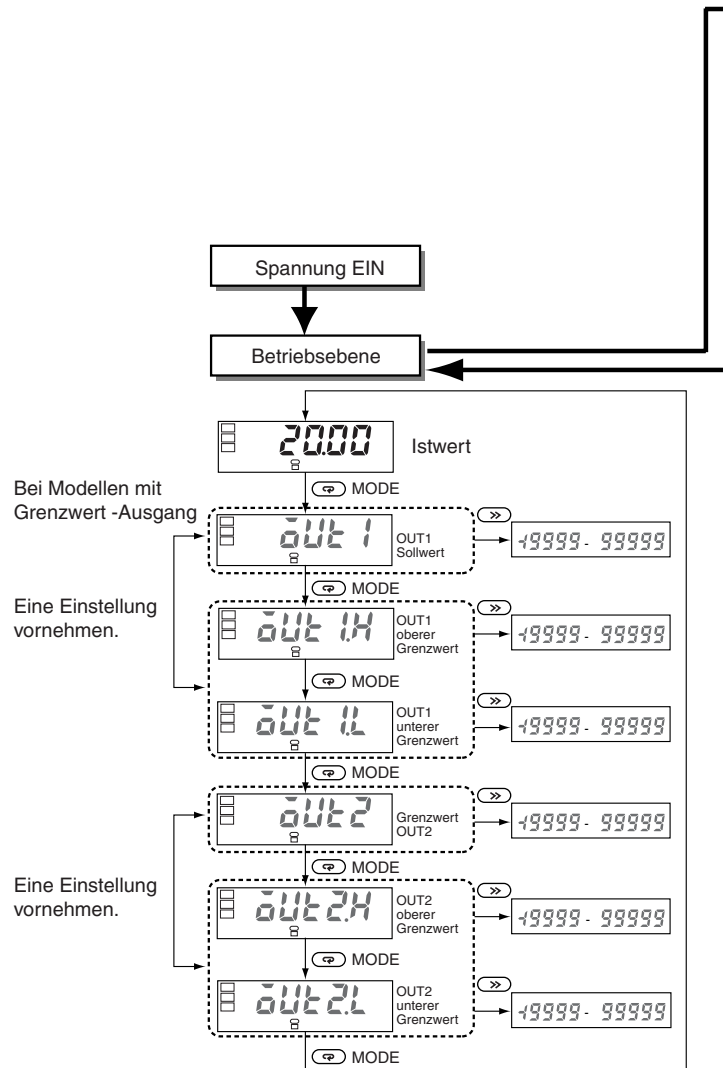 Spannung EIN
Betriebsebene
20.00
Istwert
MODE
Bei Modellen mit
Grenzwert -Ausgang
OUt 1
OUT1
Sollwert
-19999 - 99999
MODE
Eine Einstellung
vornehmen.
OUt 1.H
OUT1
oberer
Grenzwert
-19999 - 99999
MODE
OUt 1.L
OUT1
unterer
Grenzwert
-19999 - 99999
MODE
OUt 2
Grenzwert
OUT2
-19999 - 99999
MODE
Eine Einstellung
vornehmen.
OUt 2.H
OUT2
oberer
Grenzwert
-19999 - 99999
MODE
OUt 2.L
OUT2
unterer
Grenzwert
-19999 - 99999
MODE